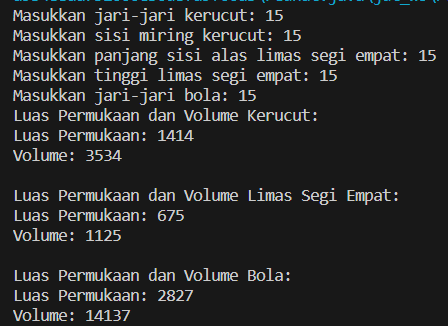 Masukkan jari-jari kerucut: 15
Masukkan sisi miring kerucut: 15
Masukkan panjang sisi alas limas segi empat: 15
Masukkan tinggi limas segi empat: 15
Masukkan jari-jari bola: 15
Luas Permukaan dan Volume Kerucut:
Luas Permukaan: 1414
Volume: 3534
Luas Permukaan dan Volume Limas Segi Empat:
Luas Permukaan: 675
Volume: 1125
Luas Permukaan dan Volume Bola:
Luas Permukaan: 2827
Volume: 14137